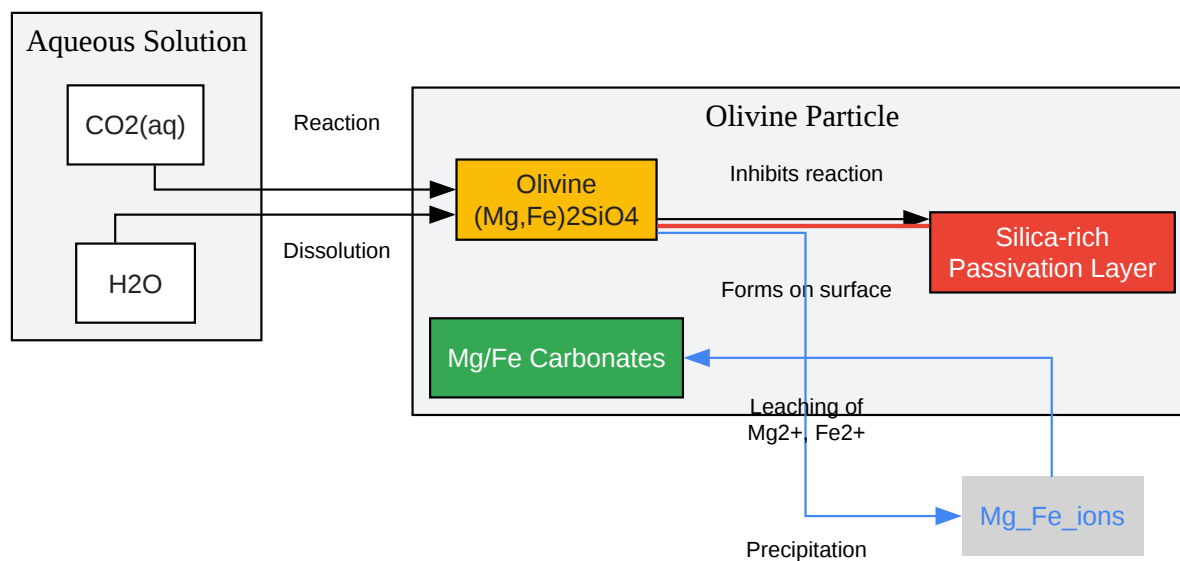 Aqueous Solution
CO2(aq)
H2O
Reaction
Dissolution
Olivine Particle
Olivine
(Mg,Fe)2SiO4
Inhibits reaction
Silica-rich
Passivation Layer
Forms on surface
Mg/Fe Carbonates
Leaching of
Mg2+, Fe2+
Mg_Fe_ions
Precipitation